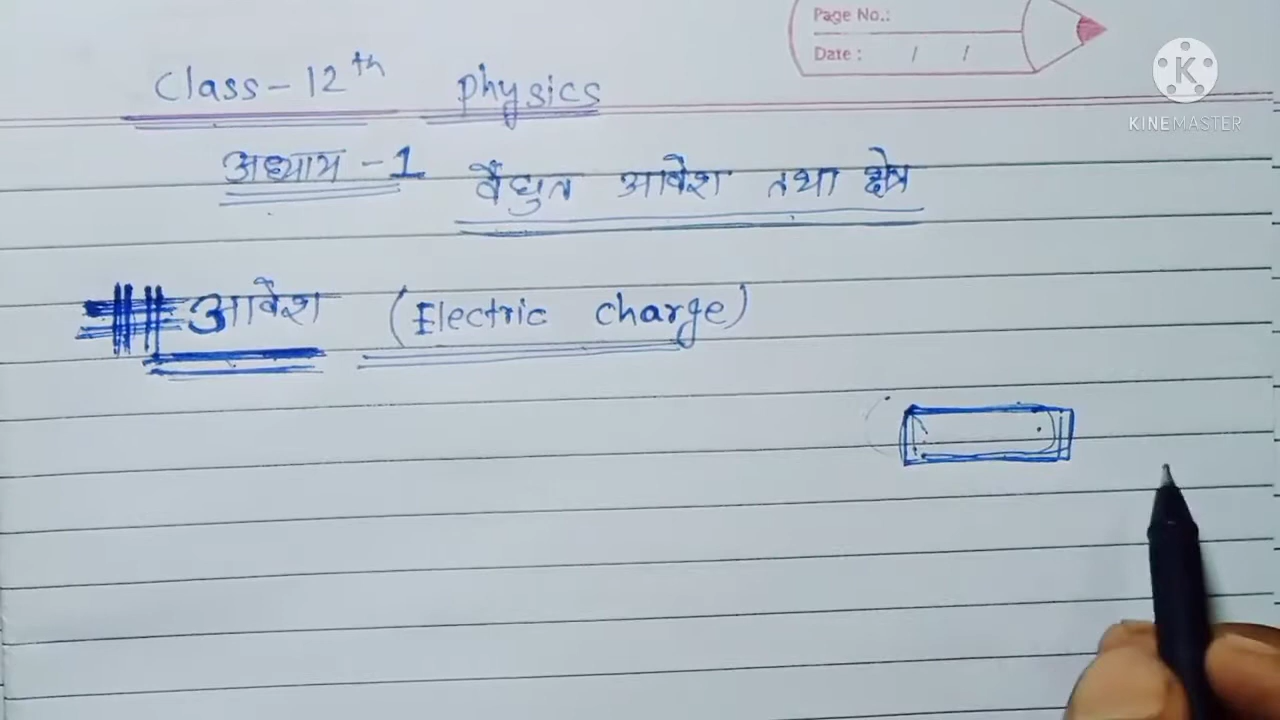 Page No.:
Date : / /
KINEMASTER
Class-12th physics
अध्याय -1 वैधुत आवेश तथा क्षेत्र
# आवेश (Electric charge)